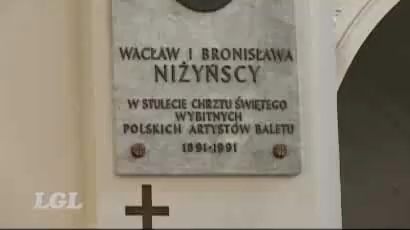 WACŁAW I BRONISŁAWA
NIŻYŃSCY
W STULECIE CHRZTU ŚWIĘTEGO
WYBITNYCH
POLSKICH ARTYSTÓW BALETU
1891-1991
LGL